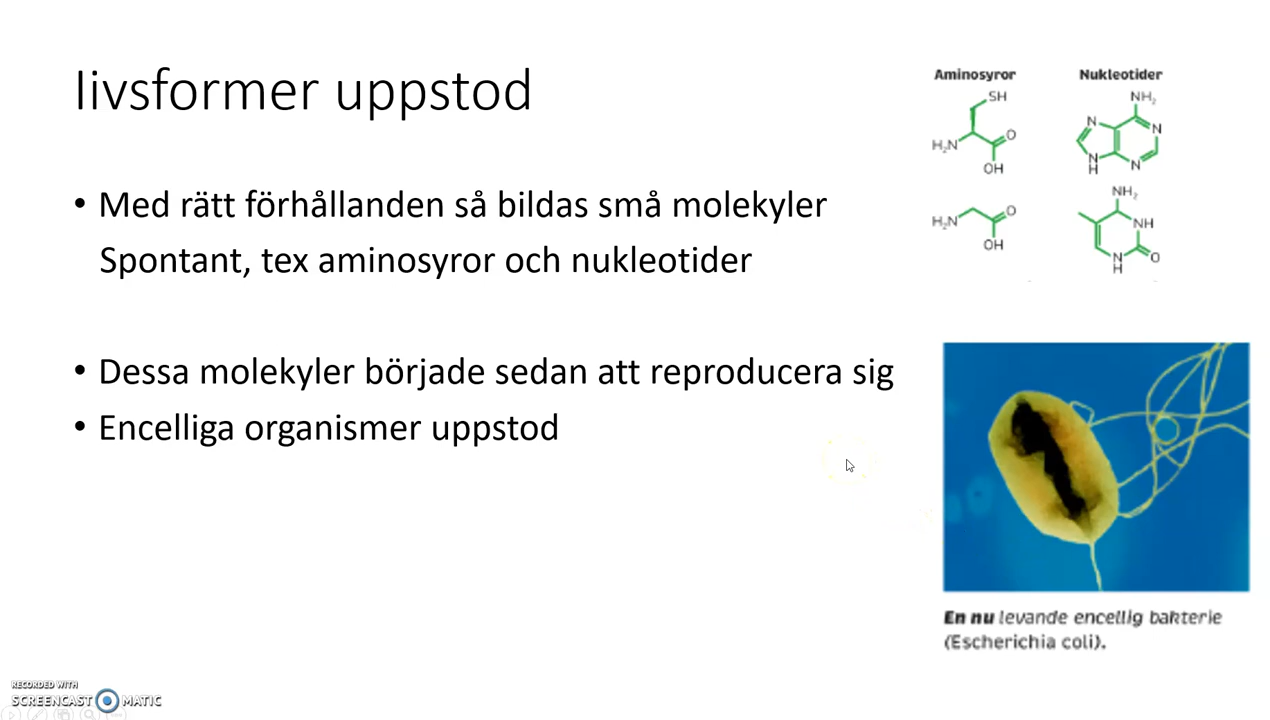 livsformer uppstod
• Med rätt förhållanden så bildas små molekyler
Spontant, tex aminosyror och nukleotider
• Dessa molekyler började sedan att reproducera sig
• Encelliga organismer uppstod
Aminosyror
Nukleotider
SH
H₂N
O
OH
NH₂
N
N
N
H
N
H₂N
O
OH
NH₂
NH
N
H
O
En nu levande encellig bakterie
(Escherichia coli).
RECORDED WITH
SCREENCAST MATIC